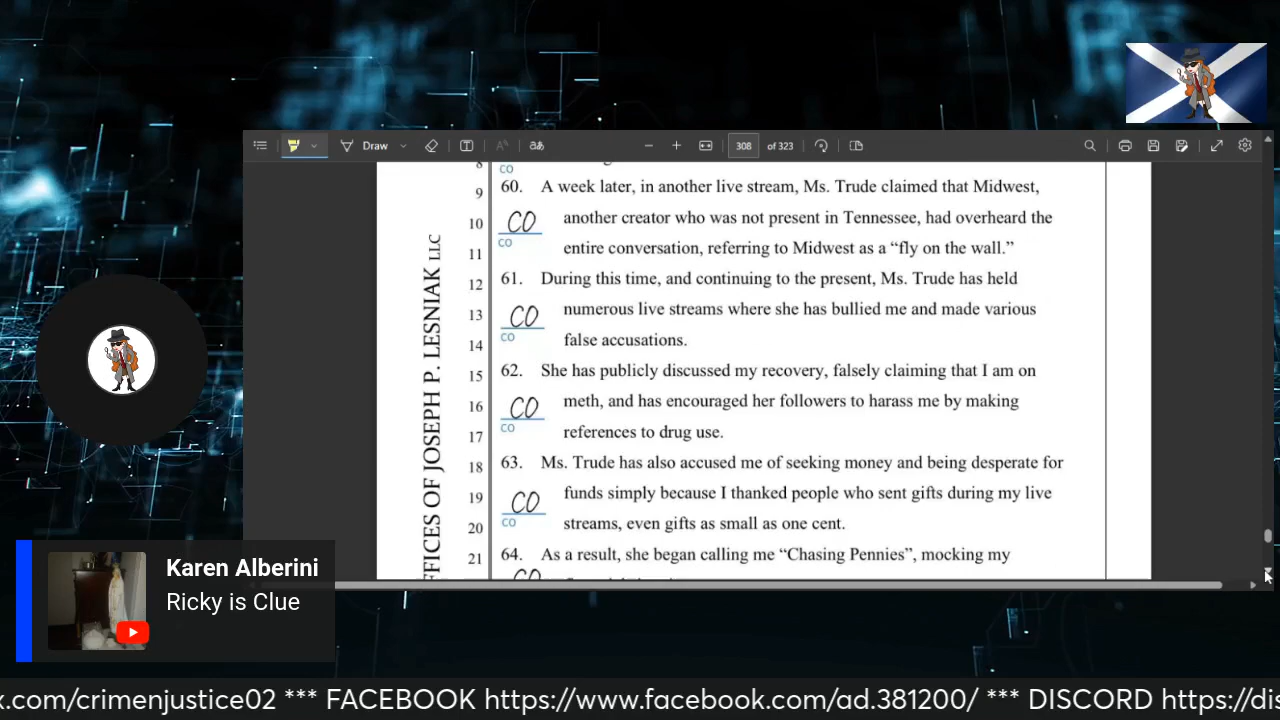 Draw
308 of 323
8
CO
9 60. A week later, in another live stream, Ms. Trude claimed that Midwest,
10 CO another creator who was not present in Tennessee, had overheard the
11 CO entire conversation, referring to Midwest as a “fly on the wall.”
12 61. During this time, and continuing to the present, Ms. Trude has held
13 CO numerous live streams where she has bullied me and made various
14 CO false accusations.
15 62. She has publicly discussed my recovery, falsely claiming that I am on
16 CO meth, and has encouraged her followers to harass me by making
17 CO references to drug use.
18 63. Ms. Trude has also accused me of seeking money and being desperate for
19 CO funds simply because I thanked people who sent gifts during my live
20 CO streams, even gifts as small as one cent.
21 64. As a result, she began calling me “Chasing Pennies”, mocking my
CO
FFICES OF JOSEPH P. LESNIAK LLC
Karen Alberini
Ricky is Clue
x.com/crimenjustice02 *** FACEBOOK https://www.facebook.com/ad.381200/ *** DISCORD https://dis